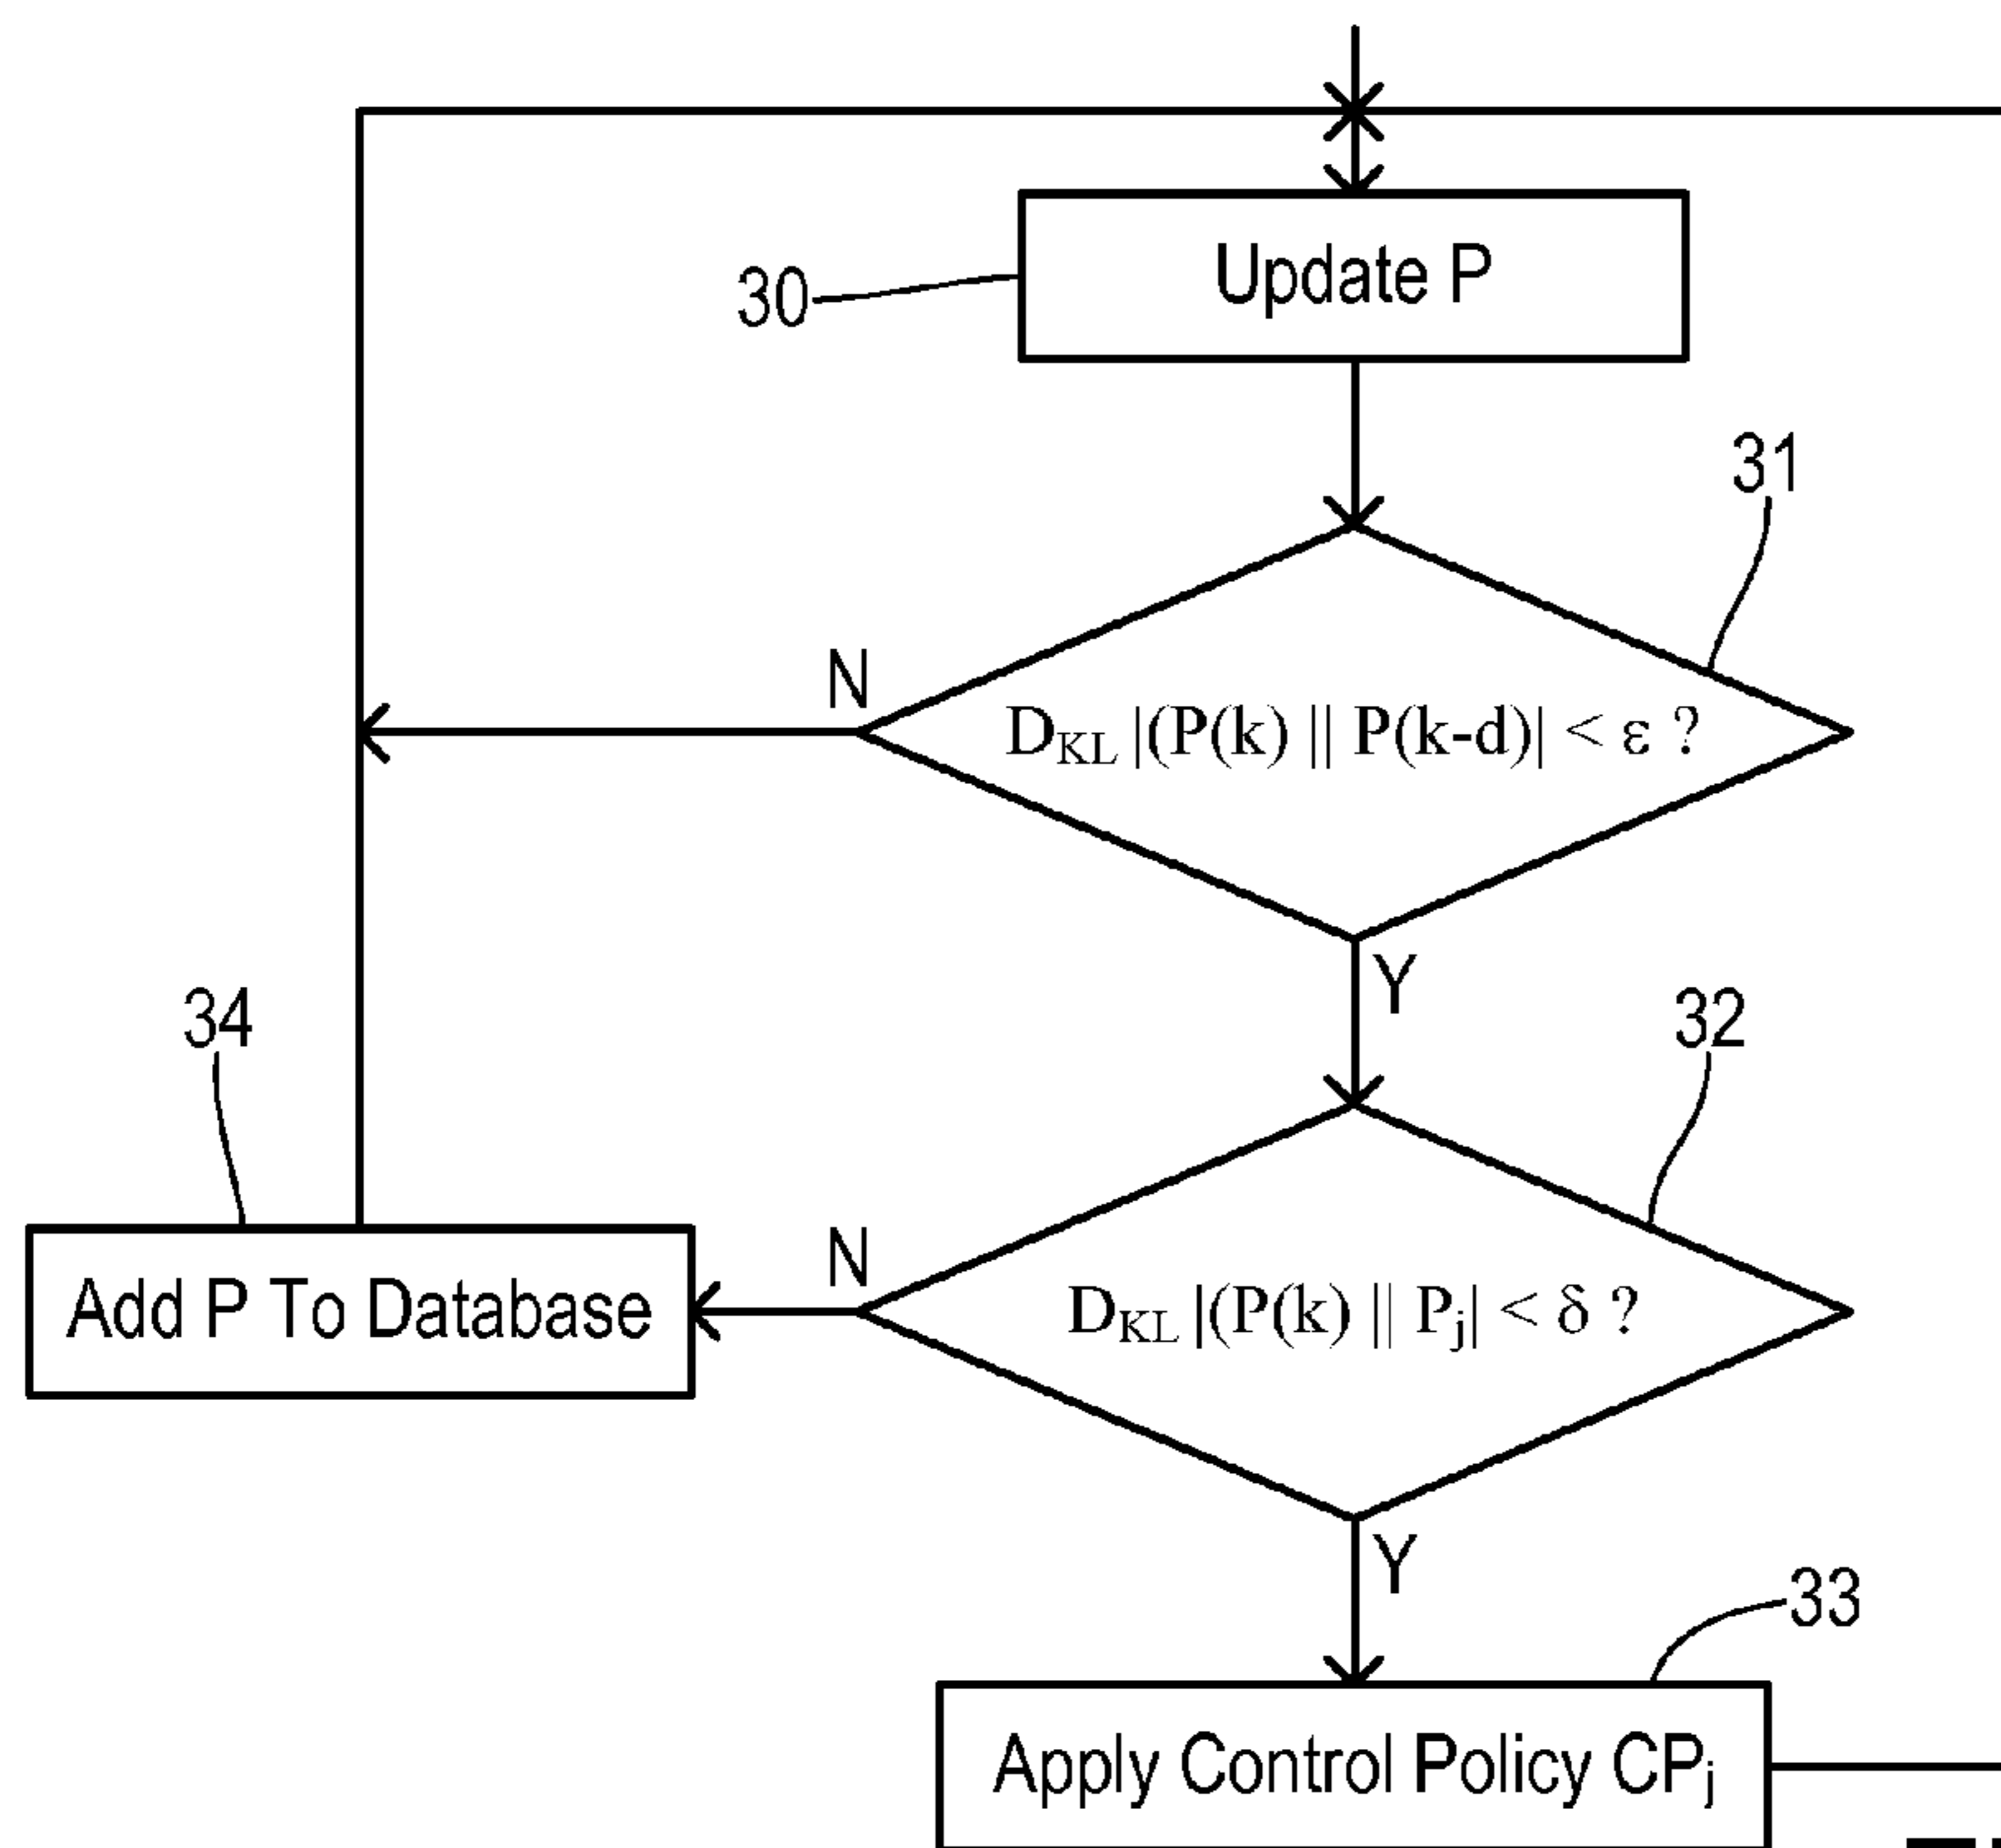 Update P
30
31
N
D_KL |(P(k) || P(k-d)| < ε ?
Y
34
32
N
Add P To Database
D_KL |(P(k) || P_j| < δ ?
Y
33
Apply Control Policy CP_j